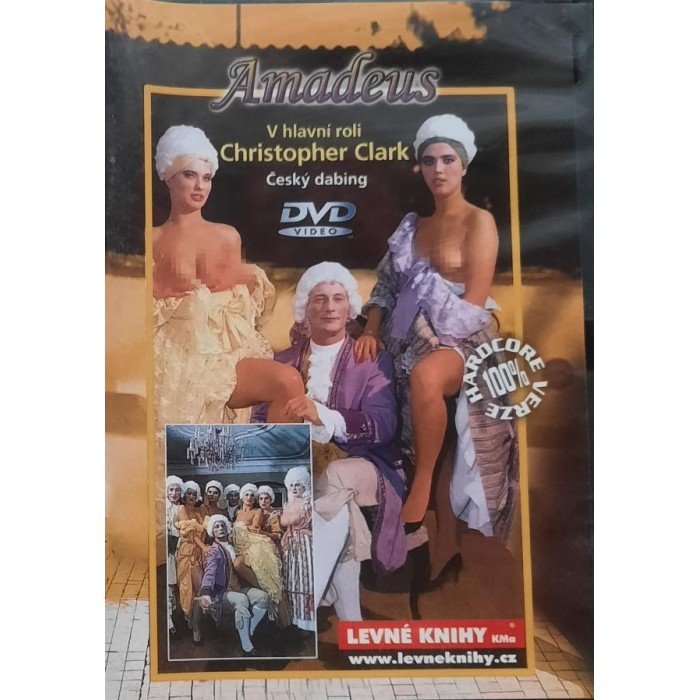 Amadeus
V hlavní roli
Christopher Clark
Český dabing
DVD
VIDEO
HARDCORE
100%
VERZE
LEVNÉ KNIHY KMa ®
www.levneknihy.cz